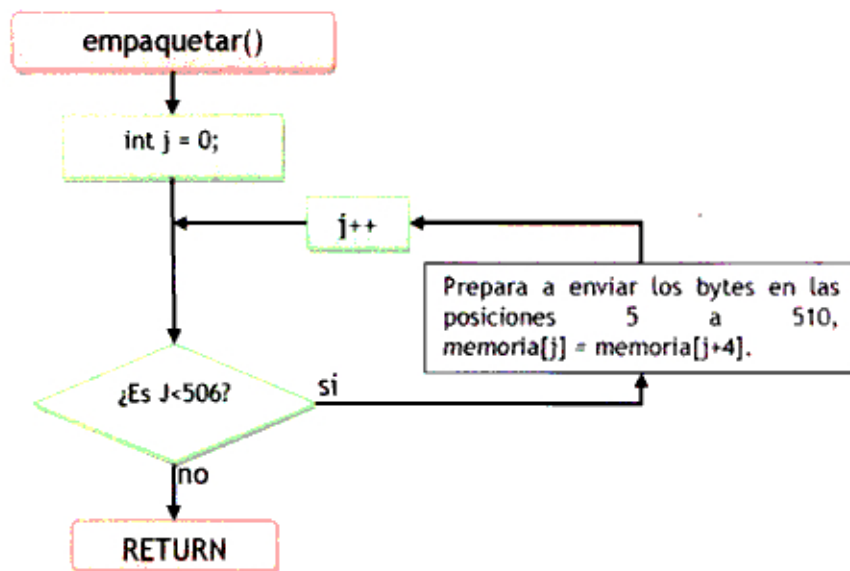 empaquetar()
int j = 0;
j++
Prepara a enviar los bytes en las
posiciones 5 a 510,
memoria[j] = memoria[j+4].
¿Es J<506?
si
no
RETURN